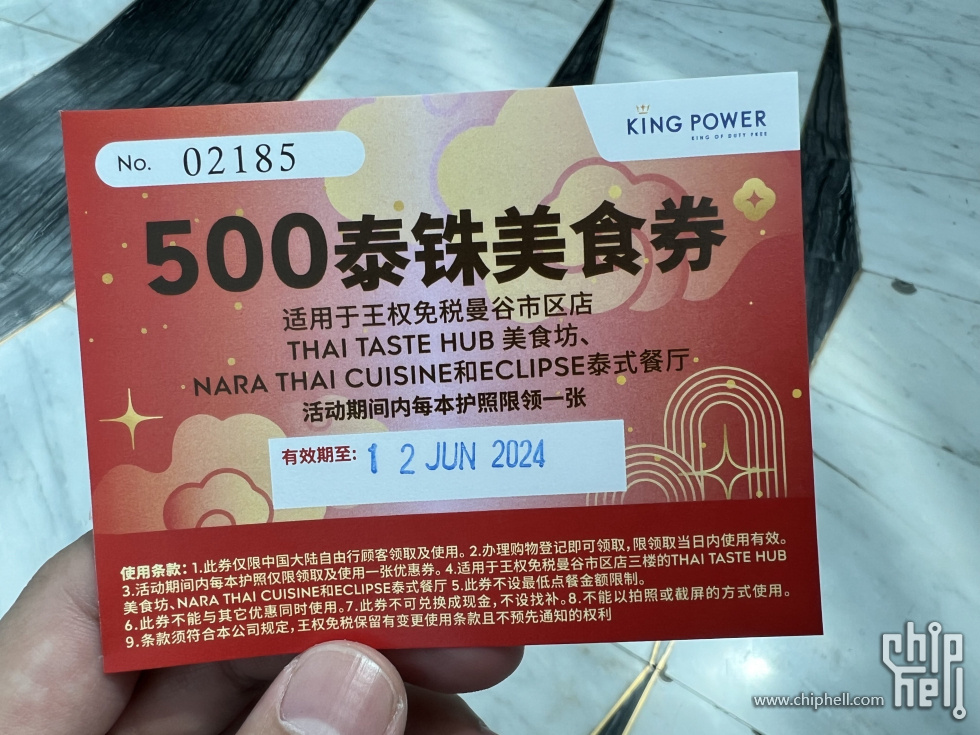 No. 02185
KING POWER
KING OF DUTY FREE
500泰铢美食券
适用于王权免税曼谷市区店
THAI TASTE HUB 美食坊、
NARA THAI CUISINE和ECLIPSE泰式餐厅
活动期间内每本护照限领一张
有效期至: 12 JUN 2024
使用条款: 1.此券仅限中国大陆自由行顾客领取及使用。2.办理购物登记即可领取,限领取当日内使用有效。
3.活动期间内每本护照仅限领取及使用一张优惠券。4.适用于王权免税曼谷市区店三楼的THAI TASTE HUB
美食坊、NARA THAI CUISINE和ECLIPSE泰式餐厅 5.此券不设最低点餐金额限制。
6.此券不能与其它优惠同时使用。7.此券不可兑换成现金,不设找补。8.不能以拍照或截屏的方式使用。
9.条款须符合本公司规定,王权免税保留有变更使用条款且不预先通知的权利
www.chiphell.com
chip
hell